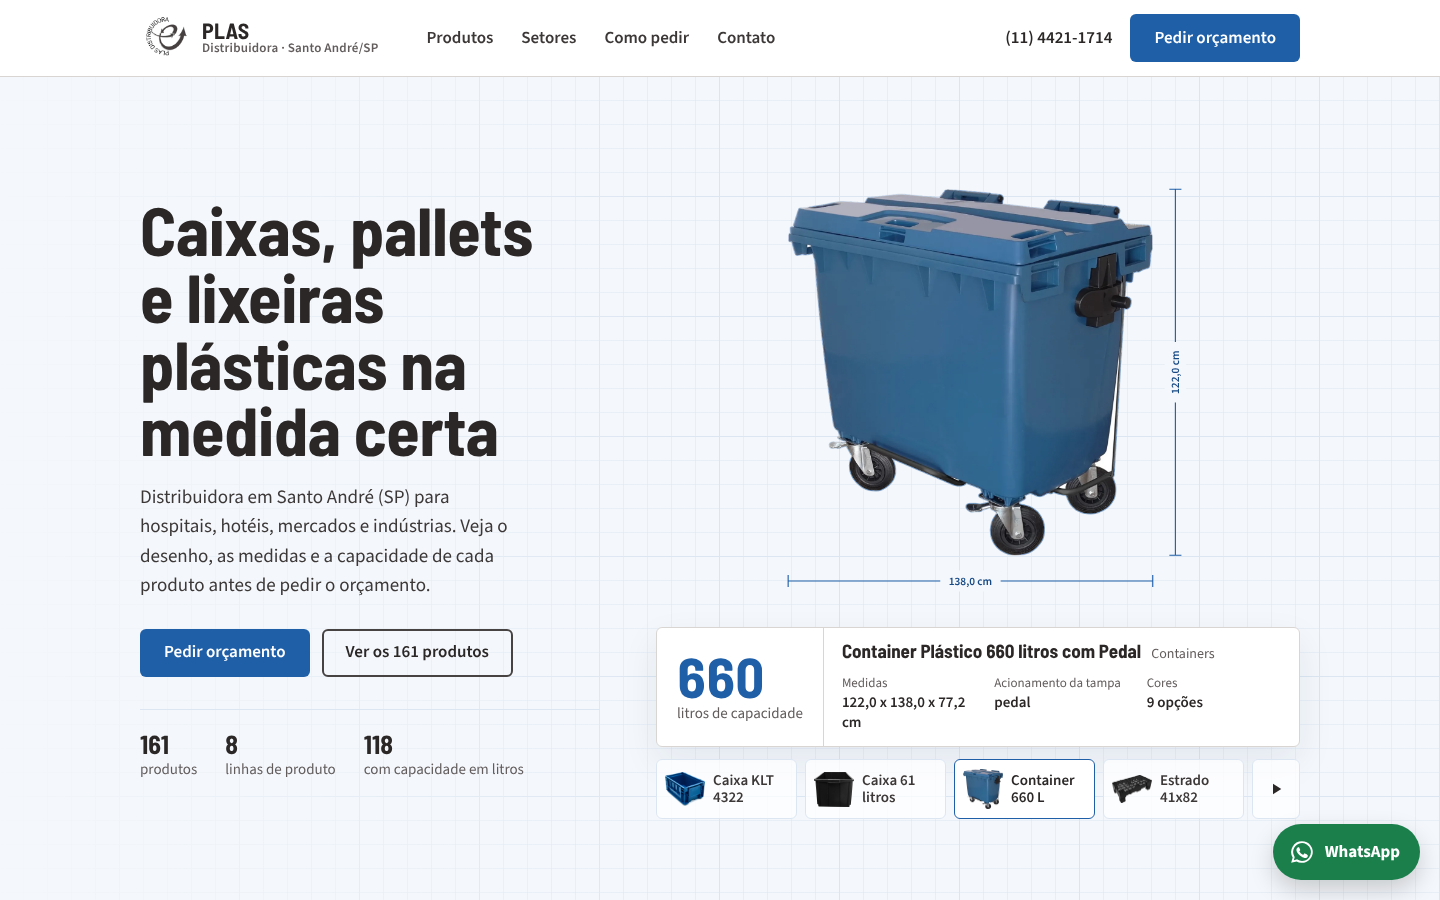 PLAS DISTRIBUIDORA
PLAS
Distribuidora · Santo André/SP
Produtos
Setores
Como pedir
Contato
(11) 4421-1714
Pedir orçamento
Caixas, pallets
e lixeiras
plásticas na
medida certa
Distribuidora em Santo André (SP) para
hospitais, hotéis, mercados e indústrias. Veja o
desenho, as medidas e a capacidade de cada
produto antes de pedir o orçamento.
Pedir orçamento
Ver os 161 produtos
161
produtos
8
linhas de produto
118
com capacidade em litros
122,0 cm
138,0 cm
660
litros de capacidade
Container Plástico 660 litros com Pedal Containers
Medidas
122,0 x 138,0 x 77,2
cm
Acionamento da tampa
pedal
Cores
9 opções
Caixa KLT
4322
Caixa 61
litros
Container
660 L
Estrado
41x82
WhatsApp